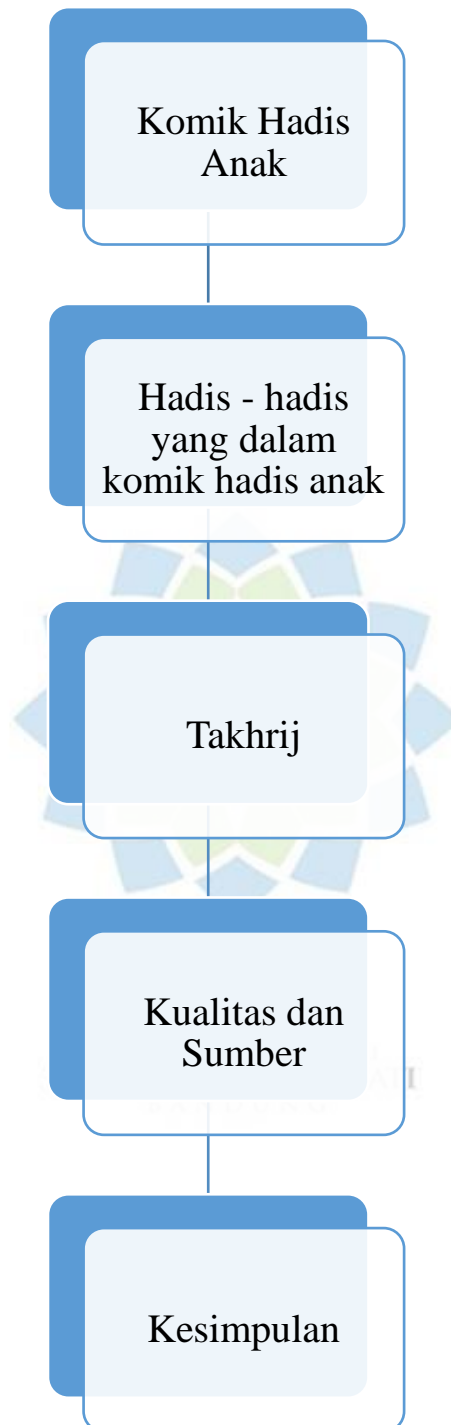 Komik Hadis
Anak
Hadis - hadis
yang dalam
komik hadis anak
Takhrij
Kualitas dan
Sumber
Kesimpulan